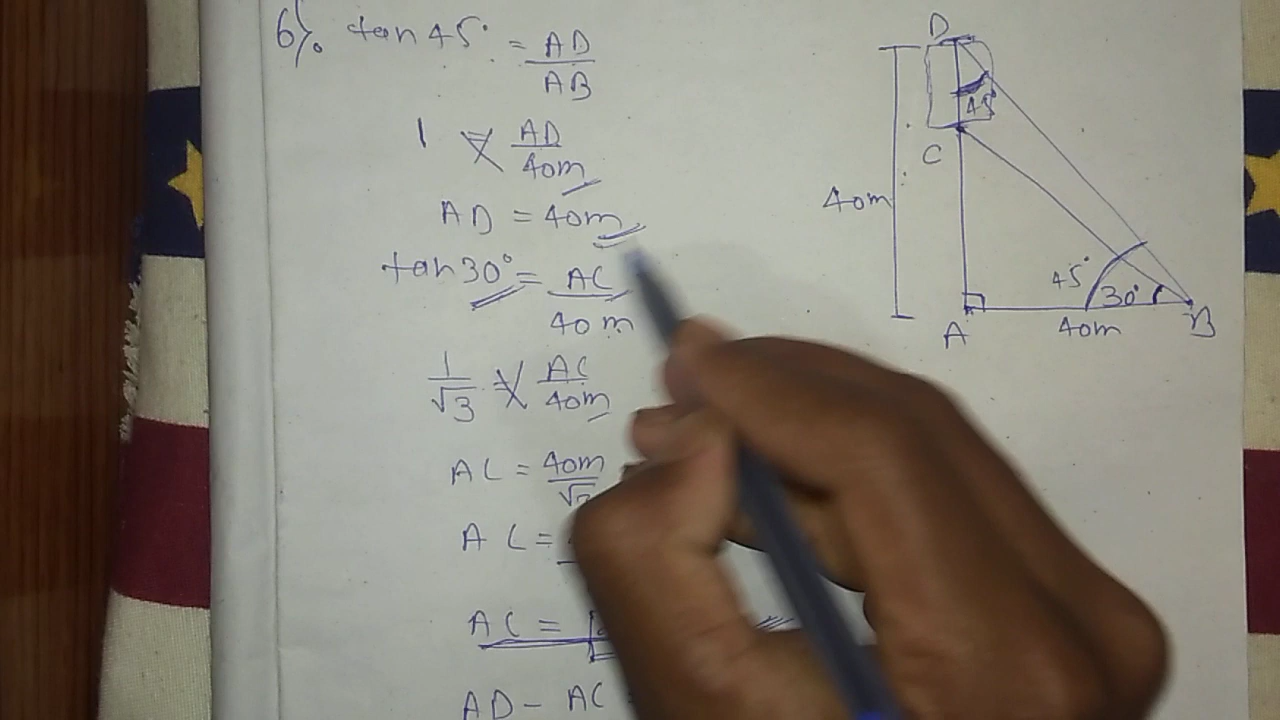 6). tan 45° = AD/AB
1 = AD/40m
AD = 40m
tan 30° = AC/40m
1/√3 = AC/40m
AC = 40m/√
AC =
AC =
AD - AC
D
45°
C
40m
45°
30°
A
40m
B